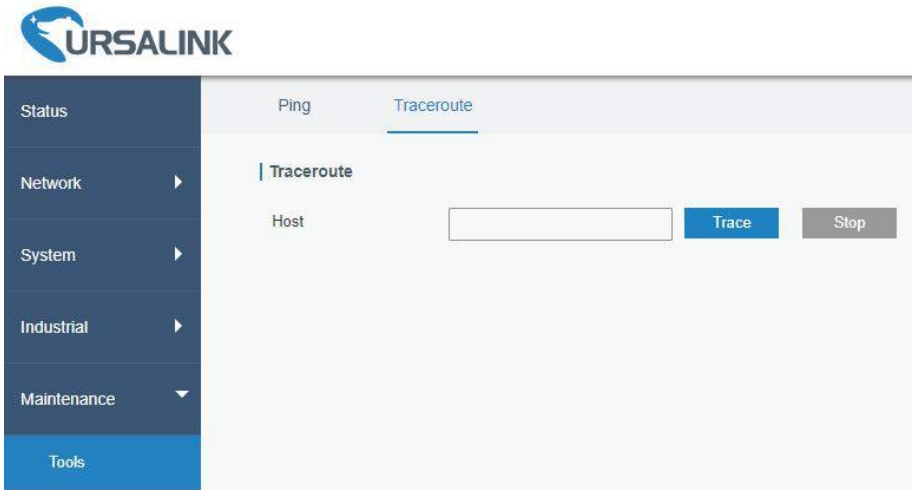 URSALINK
Status
Ping Traceroute
Network
Traceroute
Host Trace Stop
System
Industrial
Maintenance
Tools